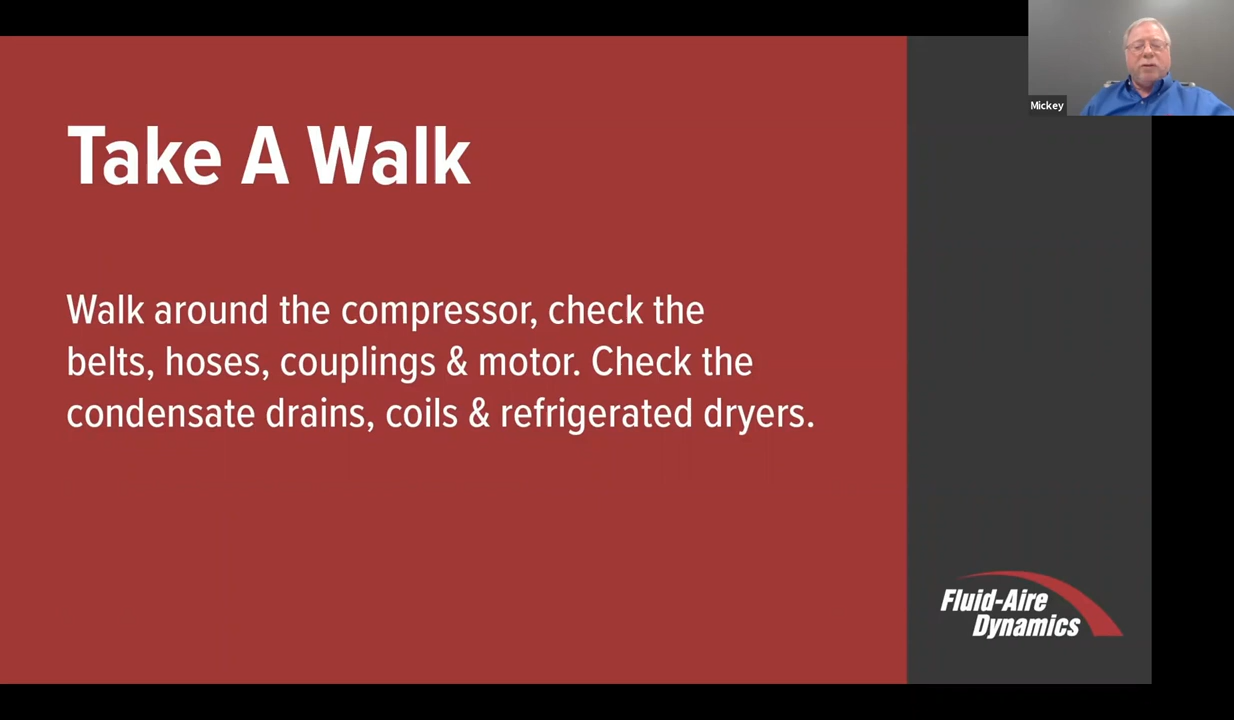 Take A Walk
Walk around the compressor, check the
belts, hoses, couplings & motor. Check the
condensate drains, coils & refrigerated dryers.
Mickey
Fluid-Aire
Dynamics